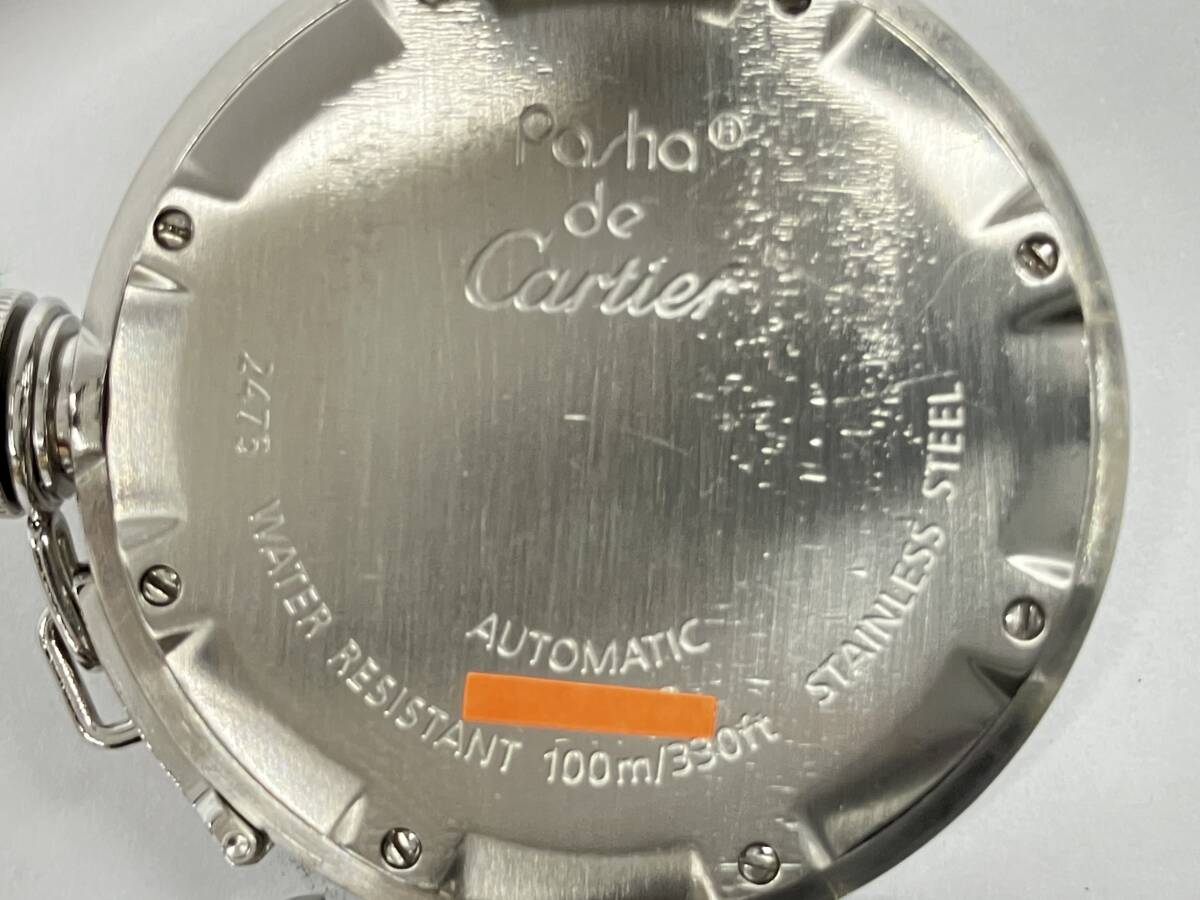 Pasha®
de
Cartier
2475
AUTOMATIC
WATER RESISTANT 100m/330ft STAINLESS STEEL